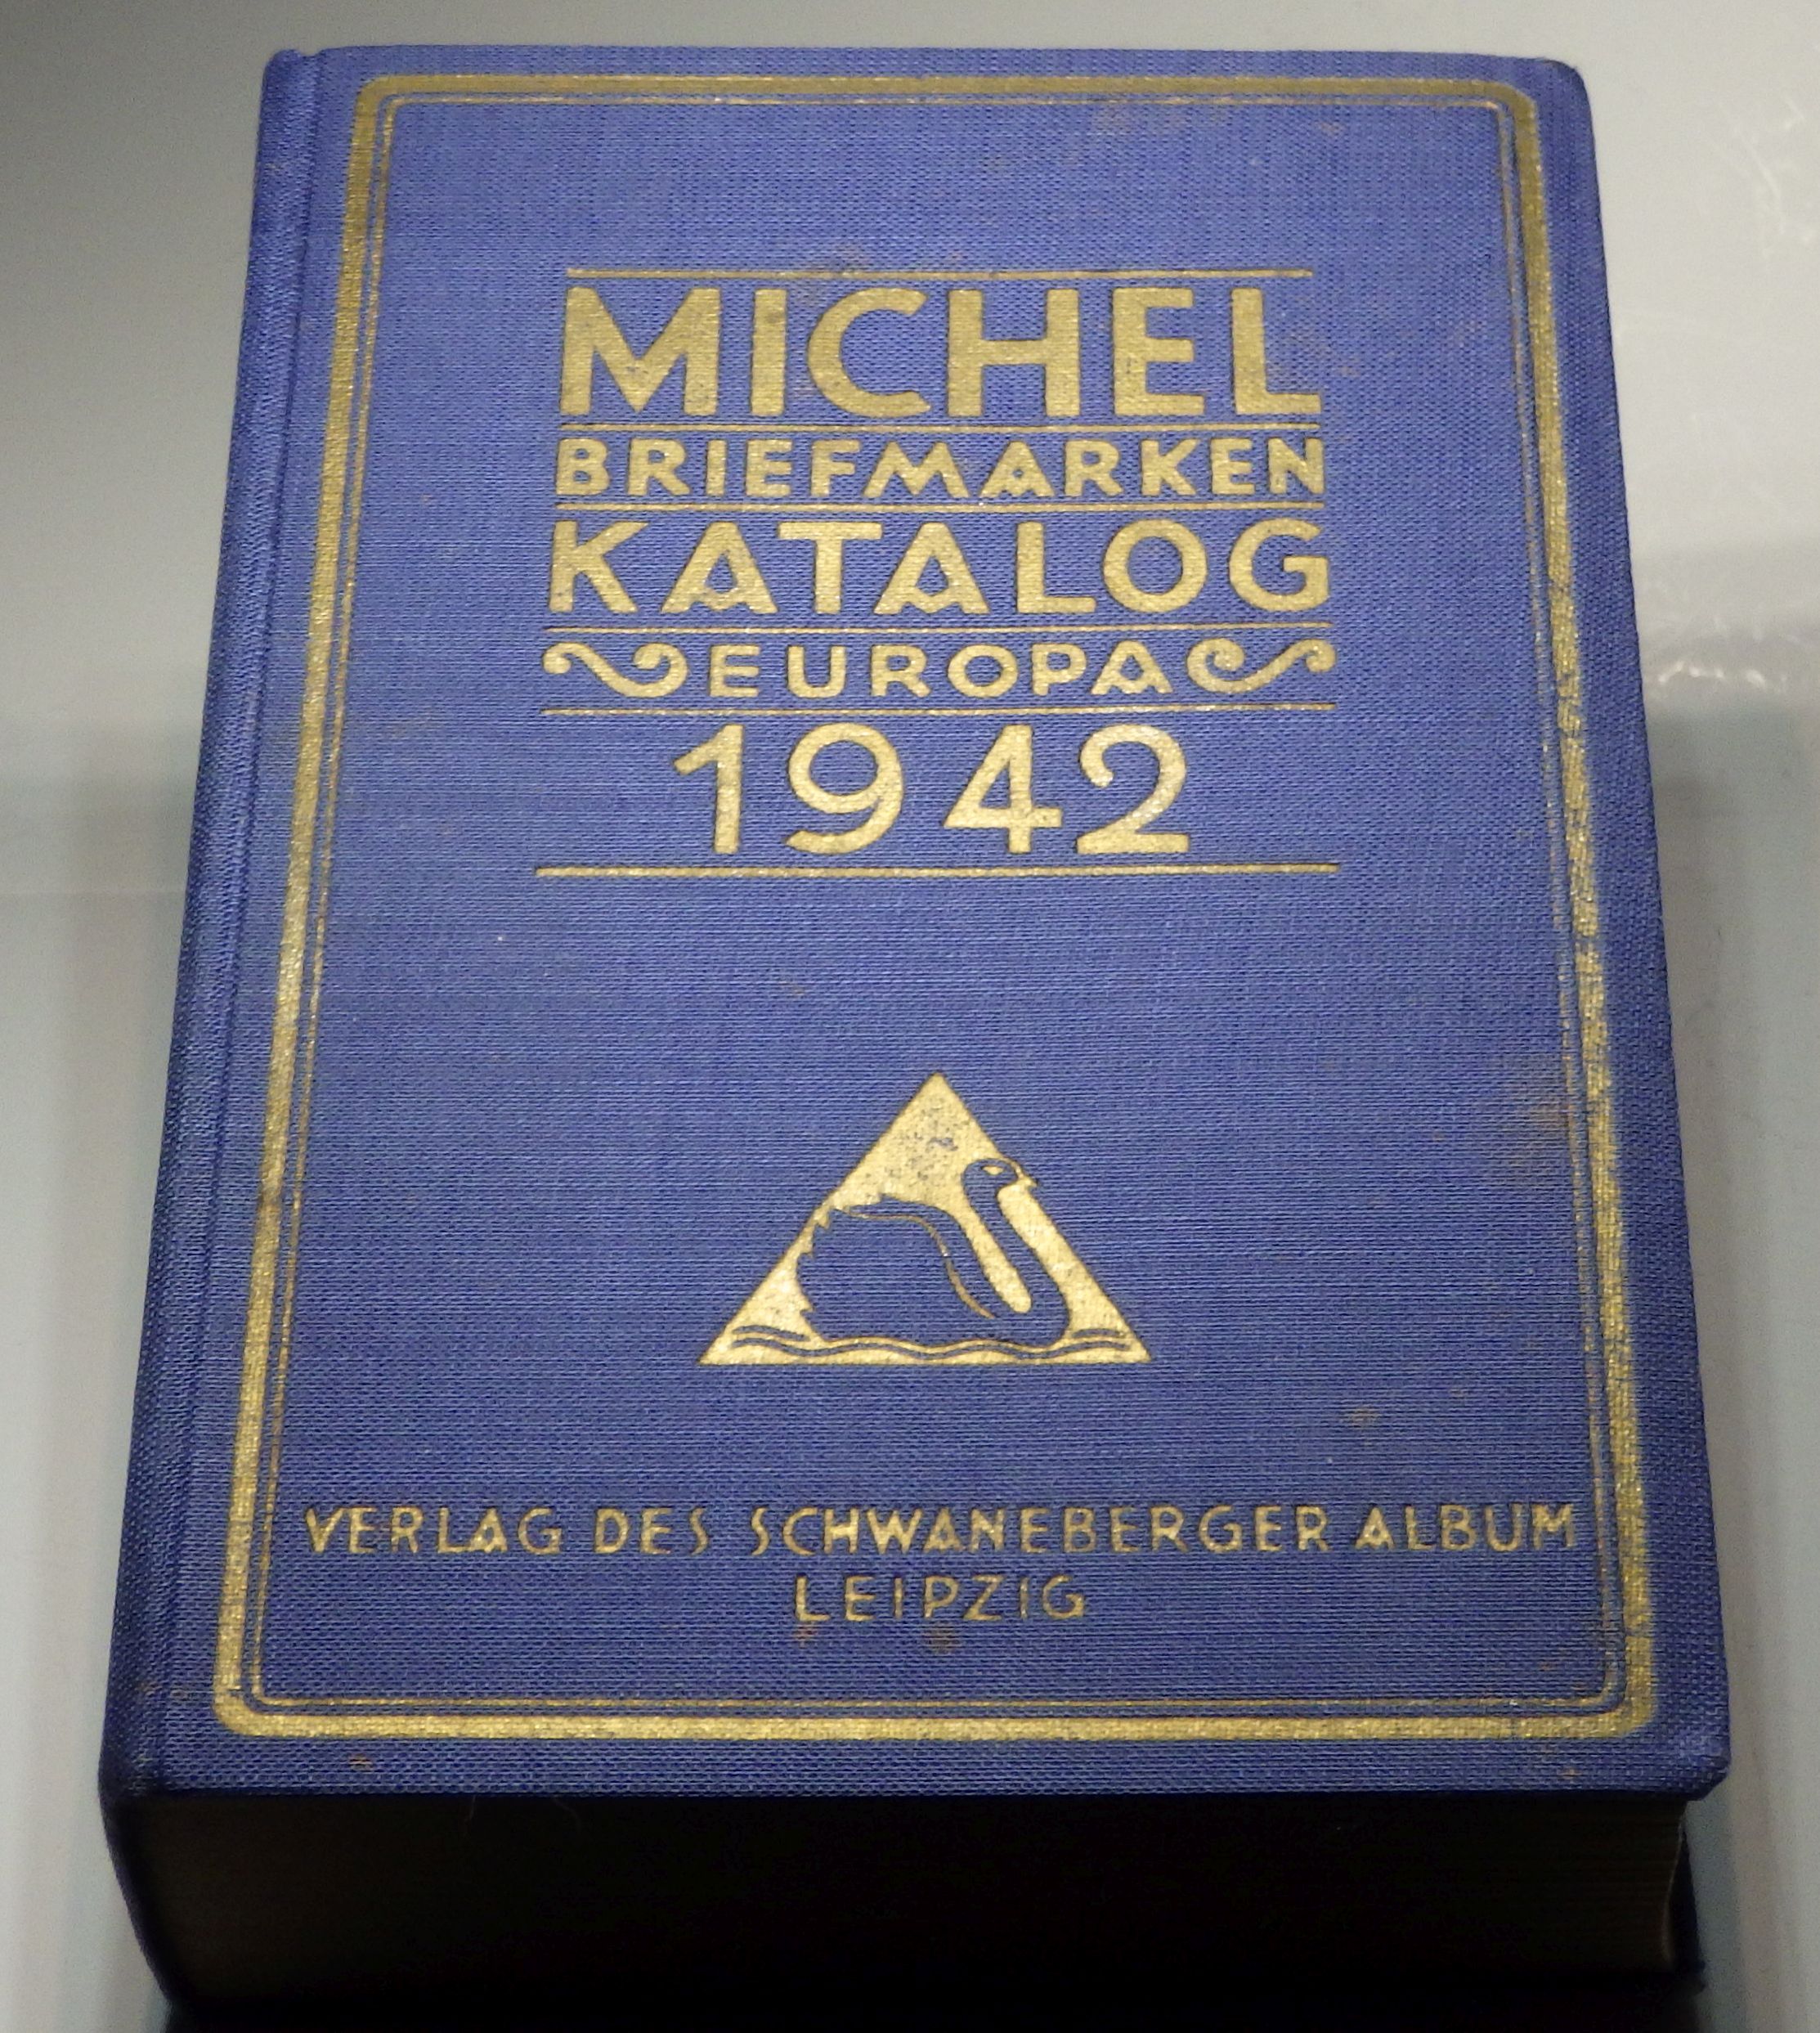 MICHEL
BRIEFMARKEN
KATALOG
EUROPA
1942
VERLAG DES SCHWANEBERGER ALBUM
LEIPZIG